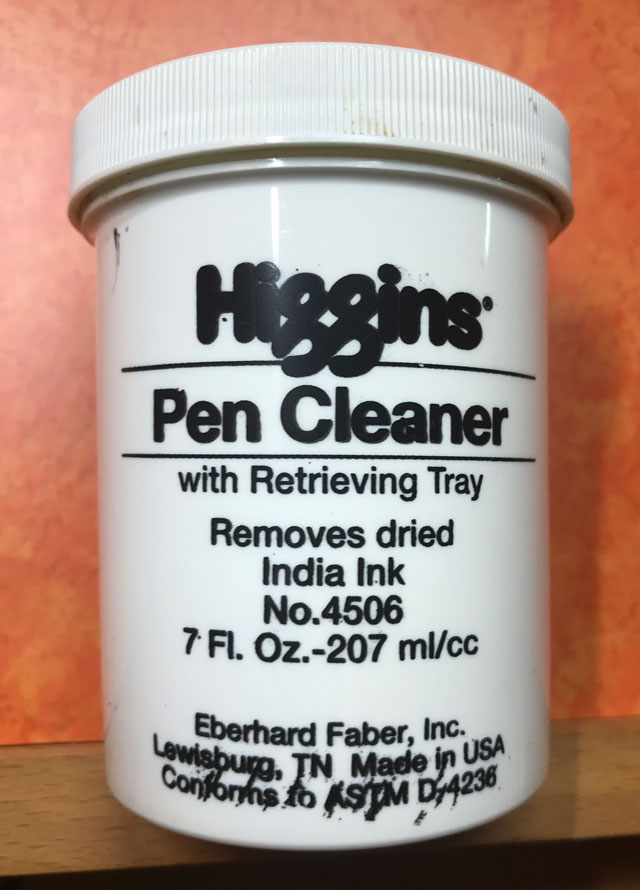 Higgins®
Pen Cleaner
with Retrieving Tray
Removes dried
India Ink
No.4506
7 Fl. Oz.-207 ml/cc
Eberhard Faber, Inc.
Lewisburg, TN Made in USA
Conforms to ASTM D-4236